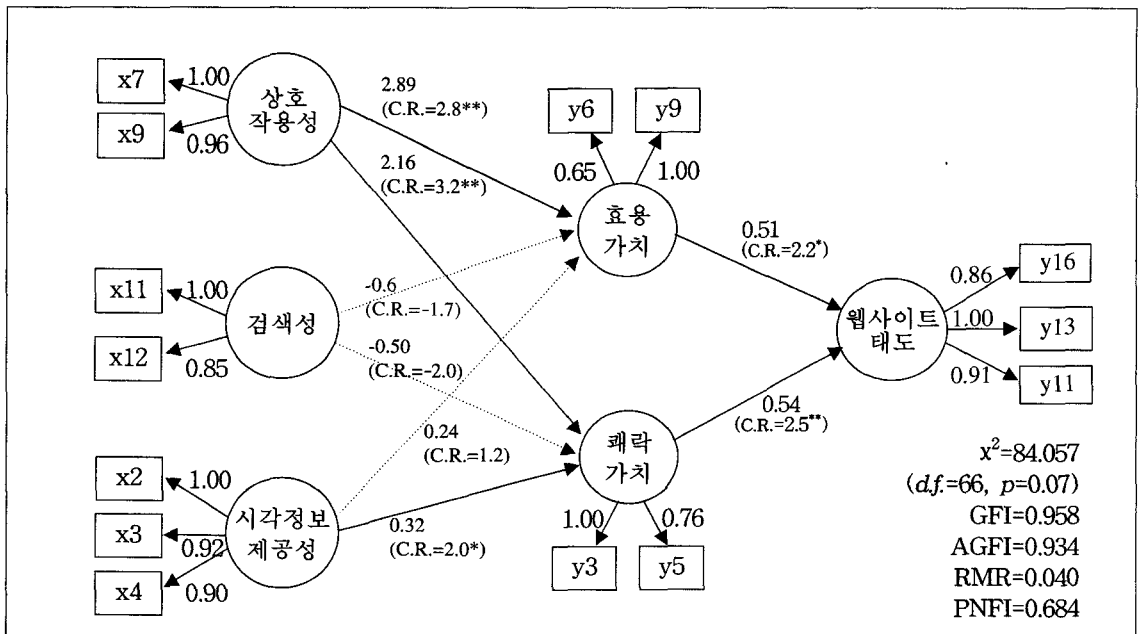 x7
1.00
x9
0.96
상호
작용성
2.89
(C.R.=2.8**)
2.16
(C.R.=3.2**)
y6
y9
0.65
1.00
효용
가치
0.51
(C.R.=2.2*)
x11
1.00
x12
0.85
검색성
-0.6
(C.R.=-1.7)
-0.50
(C.R.=-2.0)
웹사이트
태도
0.86
y16
1.00
y13
0.91
y11
0.24
(C.R.=1.2)
0.54
(C.R.=2.5**)
쾌락
가치
x2
1.00
x3
0.92
x4
0.90
시각정보
제공성
0.32
(C.R.=2.0*)
1.00
0.76
y3
y5
x²=84.057
(df.=66, p=0.07)
GFI=0.958
AGFI=0.934
RMR=0.040
PNFI=0.684